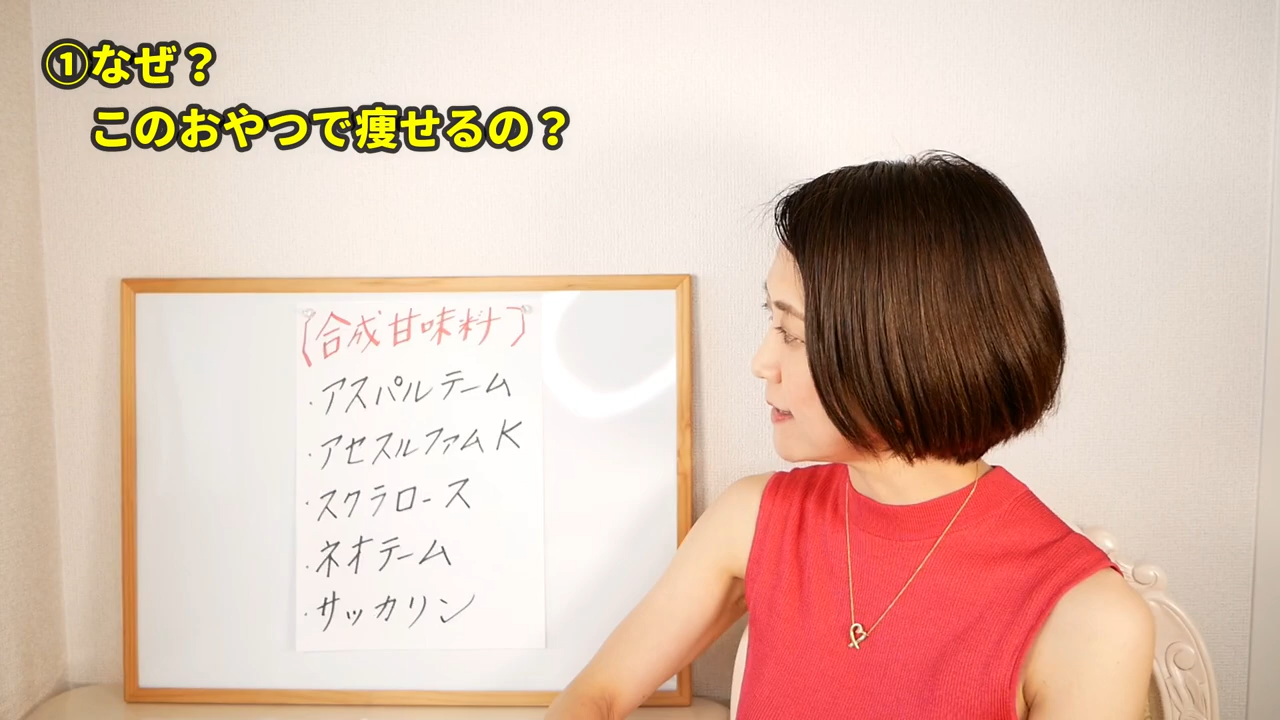 ①なぜ？
このおやつで痩せるの？
〔合成甘味料〕
・アスパルテーム
・アセスルファムK
・スクラロース
・ネオテーム
・サッカリン